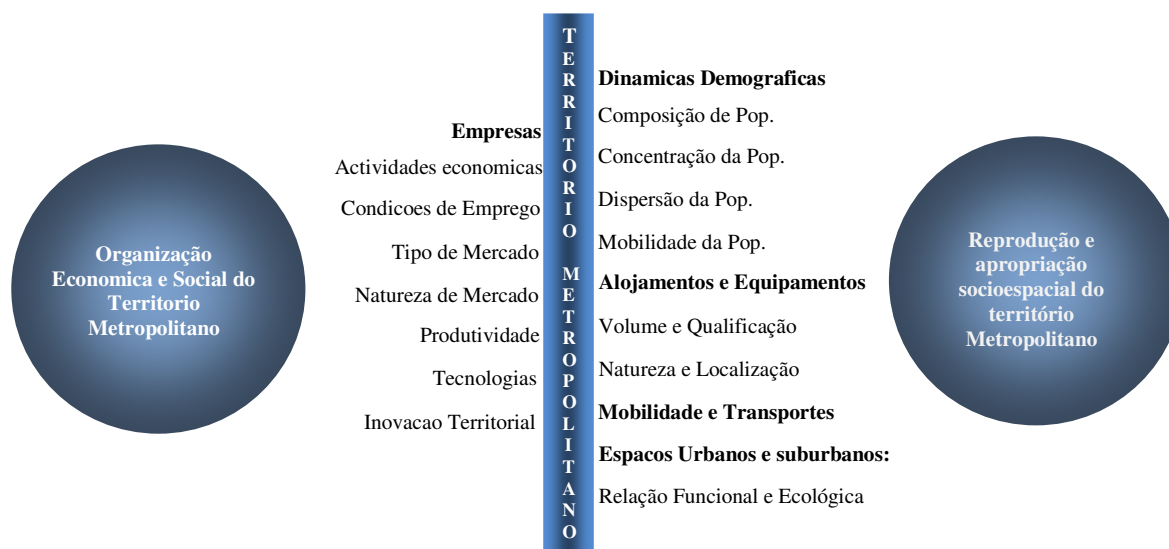 Organização
Economica e Social do
Territorio
Metropolitano
Empresas
Actividades economicas
Condicoes de Emprego
Tipo de Mercado
Natureza de Mercado
Produtividade
Tecnologias
Inovacao Territorial
TERRITORIO METROPOLITANO
Dinamicas Demograficas
Composição de Pop.
Concentração da Pop.
Dispersão da Pop.
Mobilidade da Pop.
Alojamentos e Equipamentos
Volume e Qualificação
Natureza e Localização
Mobilidade e Transportes
Espacos Urbanos e suburbanos:
Relação Funcional e Ecológica
Reprodução e
apropriação
socioespacial do
território
Metropolitano